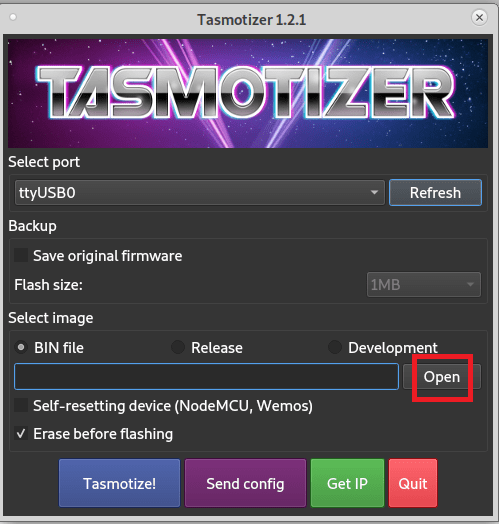 Tasmotizer 1.2.1
TASMOTIZER
Select port
ttyUSB0 Refresh
Backup
Save original firmware
Flash size: 1MB
Select image
BIN file Release Development
Open
Self-resetting device (NodeMCU, Wemos)
Erase before flashing
Tasmotize! Send config Get IP Quit